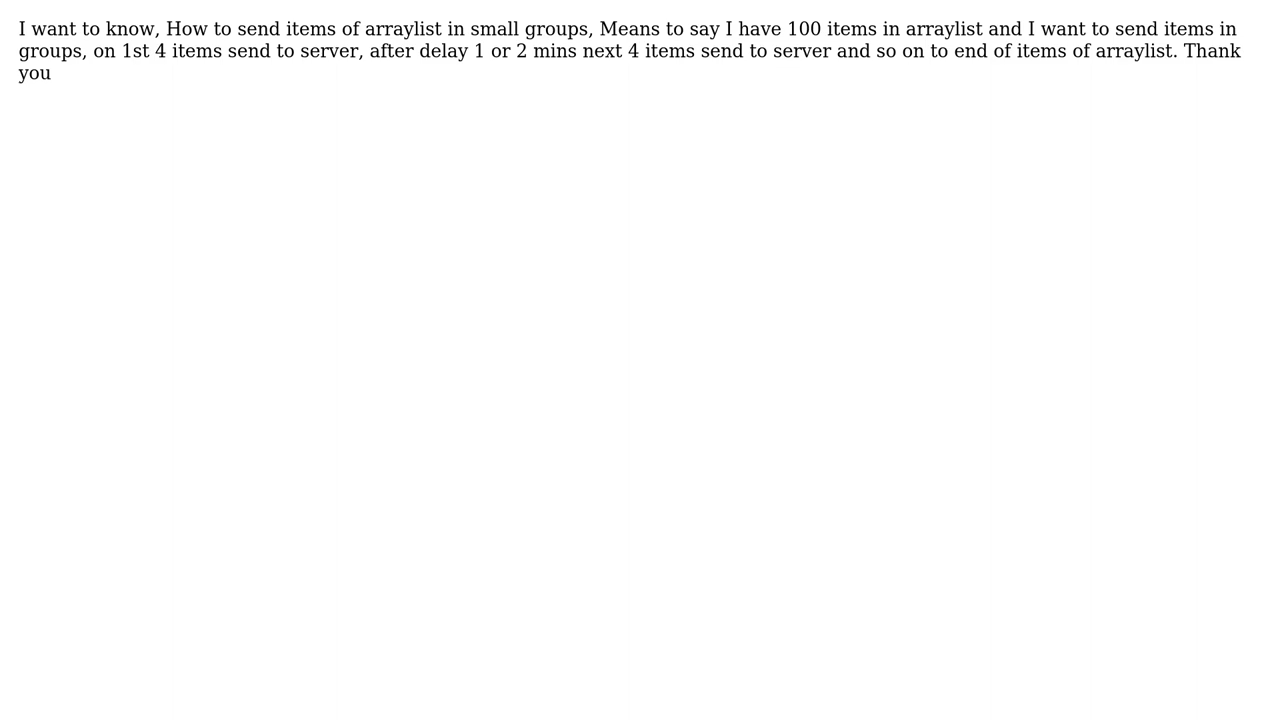 I want to know, How to send items of arraylist in small groups, Means to say I have 100 items in arraylist and I want to send items in
groups, on 1st 4 items send to server, after delay 1 or 2 mins next 4 items send to server and so on to end of items of arraylist. Thank
you